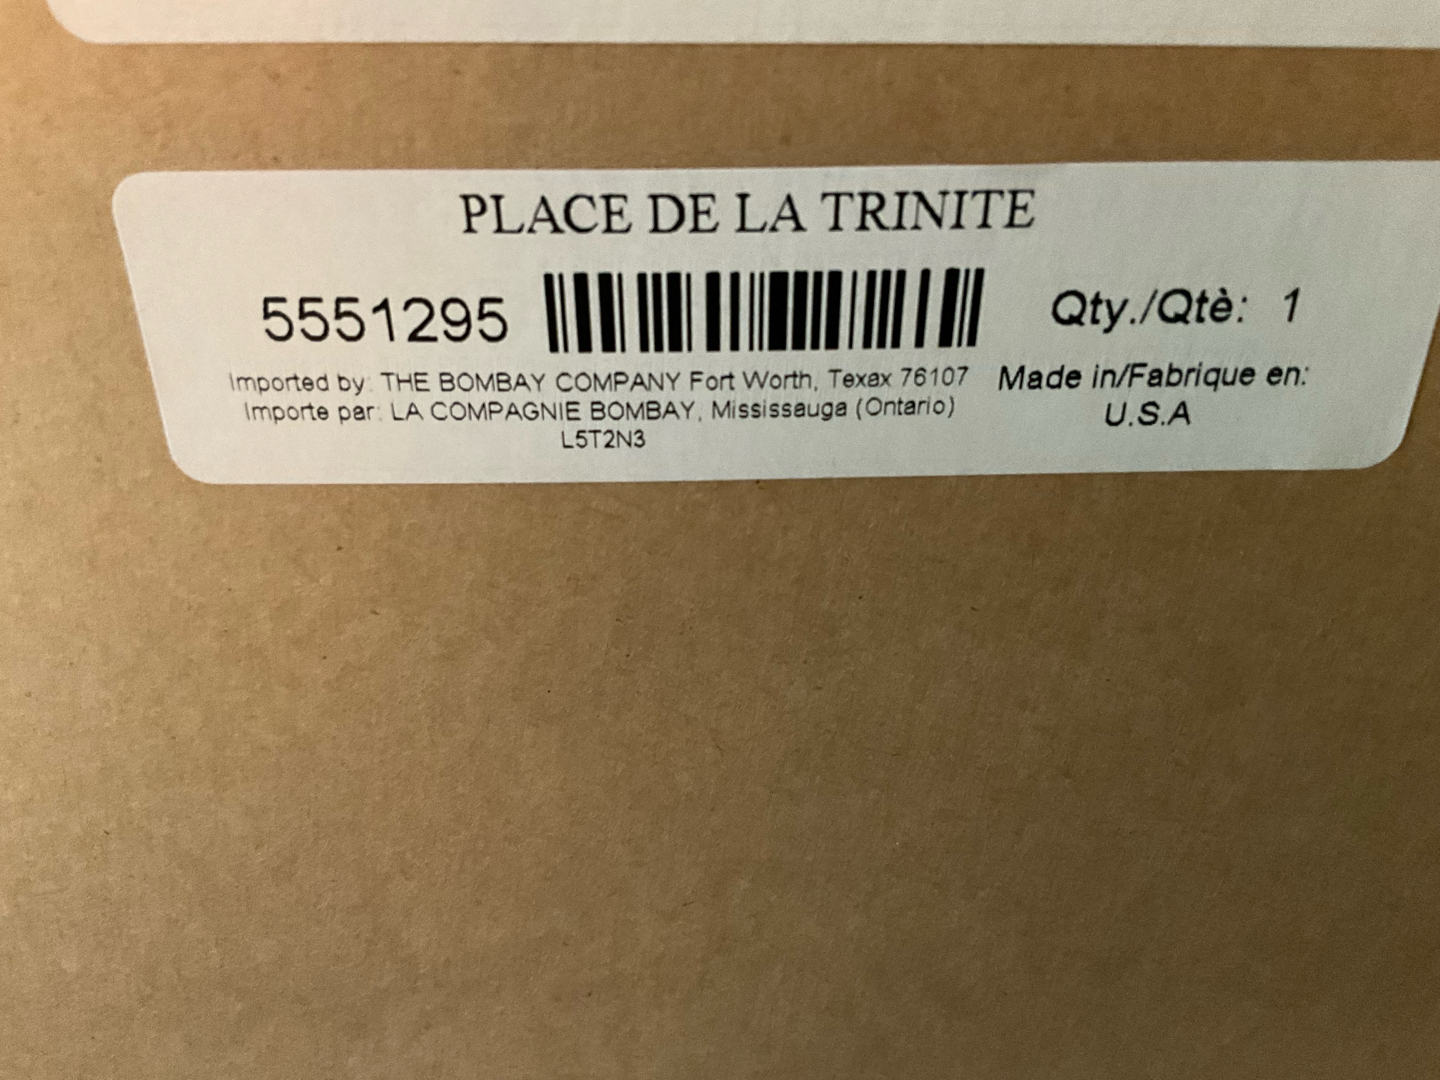 PLACE DE LA TRINITE
5551295 Qty./Qtè: 1
Imported by: THE BOMBAY COMPANY Fort Worth, Texax 76107 Made in/Fabrique en:
Importe par: LA COMPAGNIE BOMBAY, Mississauga (Ontario) U.S.A
L5T2N3